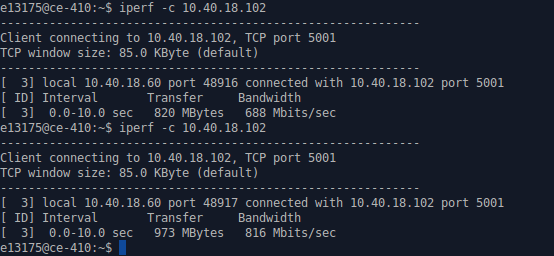 e13175@ce-410:~$ iperf -c 10.40.18.102
------------------------------------------------------------
Client connecting to 10.40.18.102, TCP port 5001
TCP window size: 85.0 KByte (default)
------------------------------------------------------------
[  3] local 10.40.18.60 port 48916 connected with 10.40.18.102 port 5001
[ ID] Interval       Transfer     Bandwidth
[  3]  0.0-10.0 sec   820 MBytes   688 Mbits/sec
e13175@ce-410:~$ iperf -c 10.40.18.102
------------------------------------------------------------
Client connecting to 10.40.18.102, TCP port 5001
TCP window size: 85.0 KByte (default)
------------------------------------------------------------
[  3] local 10.40.18.60 port 48917 connected with 10.40.18.102 port 5001
[ ID] Interval       Transfer     Bandwidth
[  3]  0.0-10.0 sec   973 MBytes   816 Mbits/sec
e13175@ce-410:~$